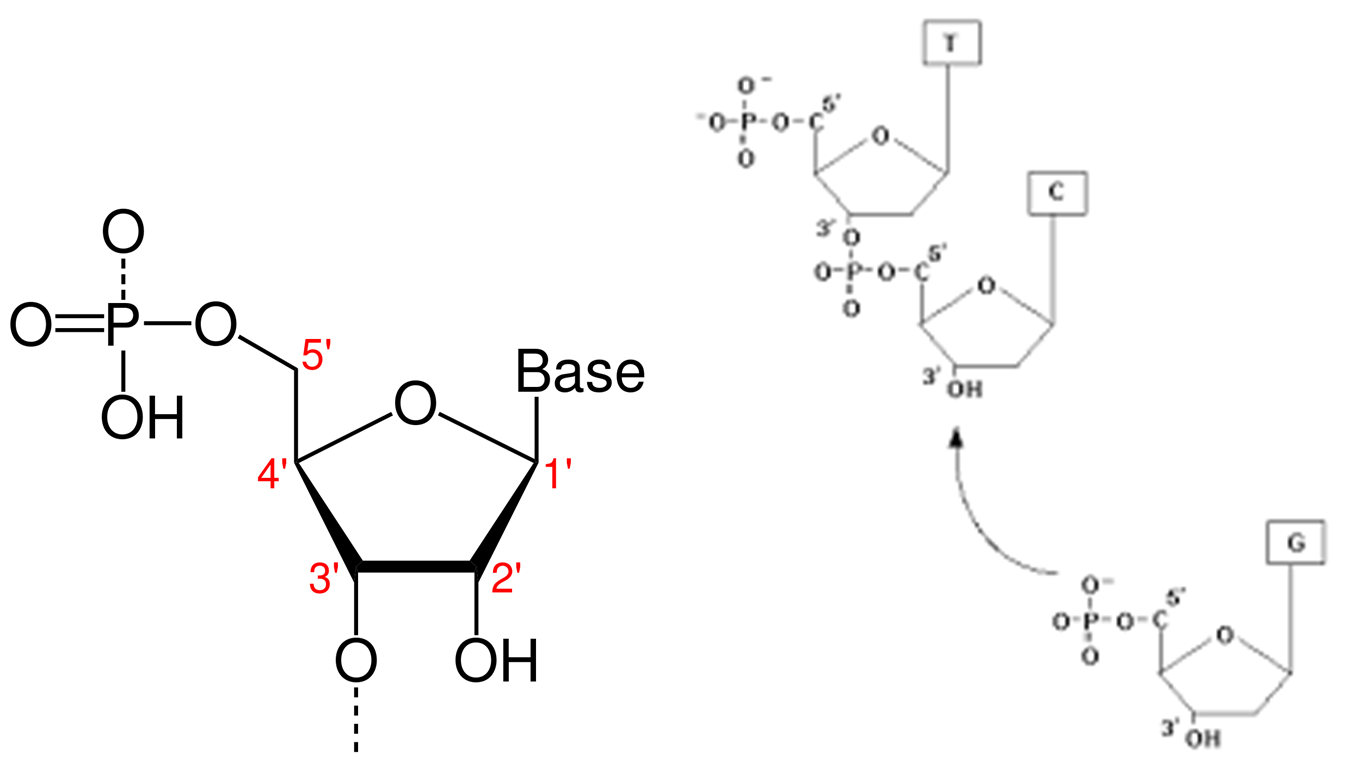 O
O=P-O
OH
5'
O
Base
4'
1'
3'
2'
O
OH
T
O⁻
⁻O-P-O-C
5'
O
O
3'
O
C
O-P-O-C
5'
O
O
3'
OH
G
O⁻
O-P-O-C
5'
O
O
3'
OH